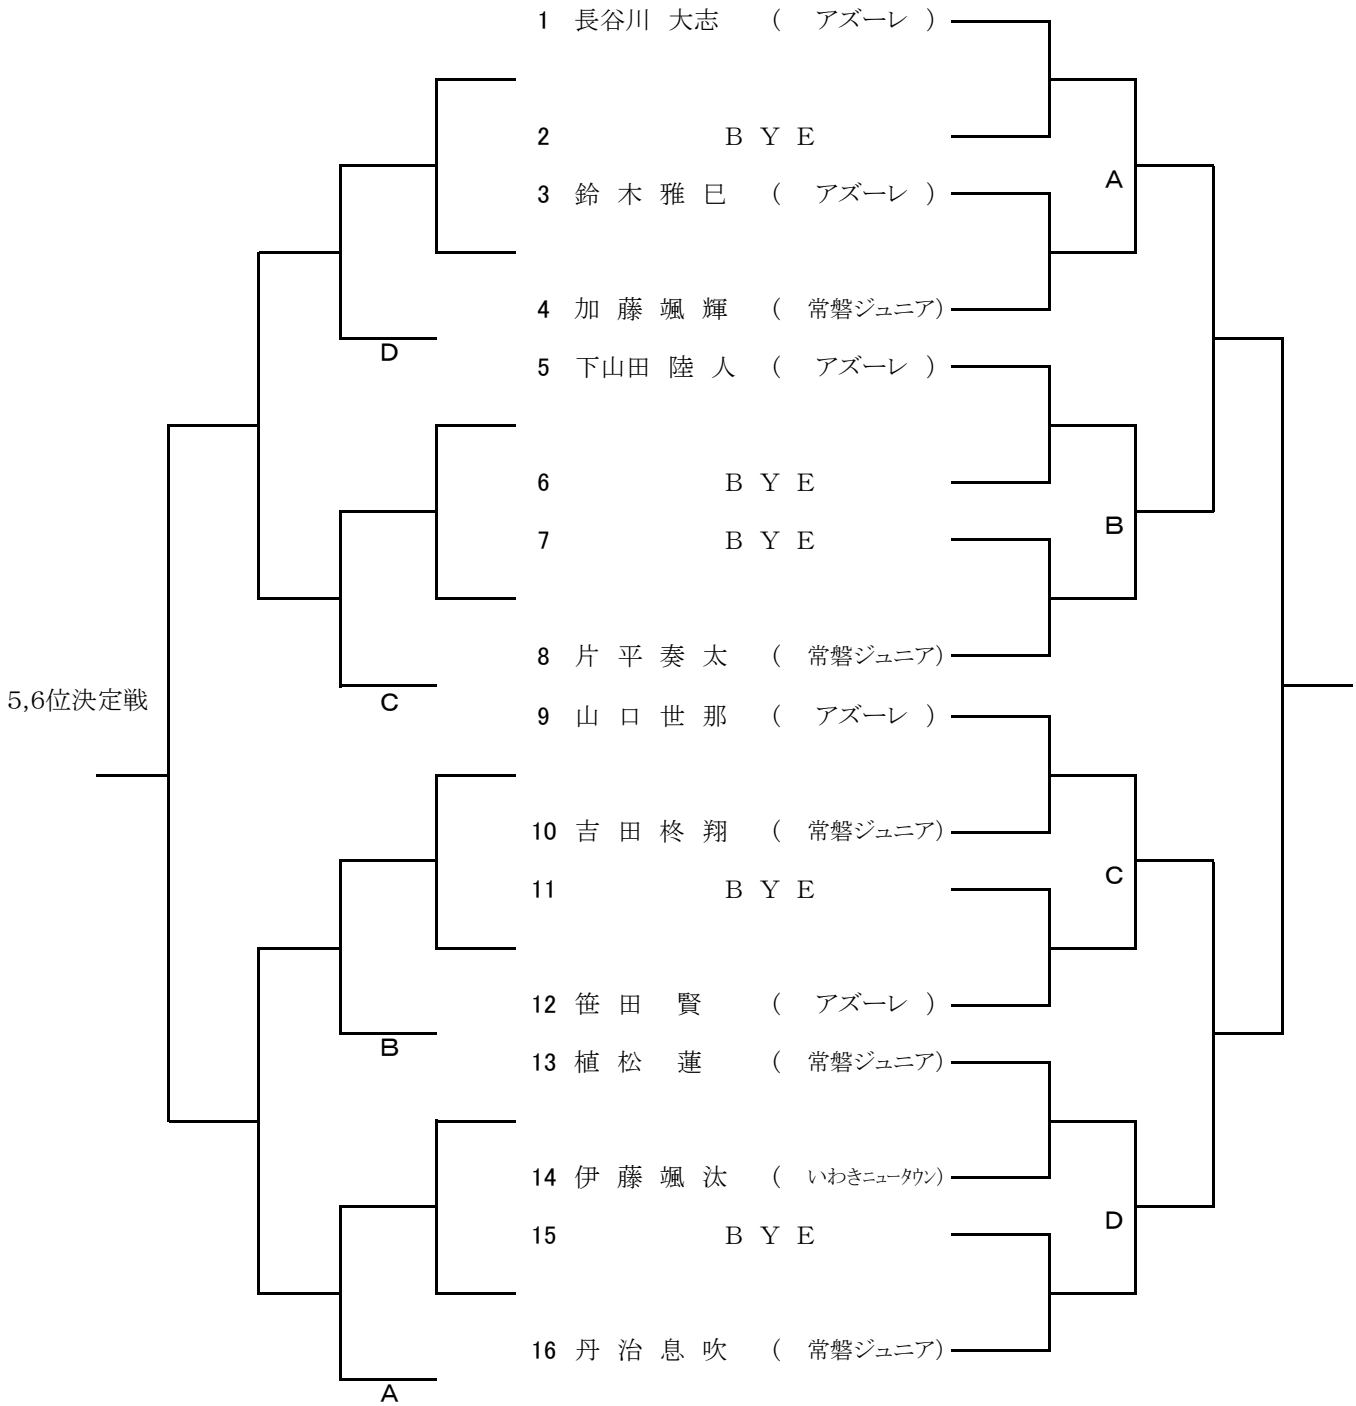 1 長谷川 大志 ( アズーレ )
2 B Y E
A
3 鈴 木 雅 巳 ( アズーレ )
4 加 藤 颯 輝 ( 常磐ジュニア)
D
5 下山田 陸 人 ( アズーレ )
6 B Y E
B
7 B Y E
8 片 平 奏 太 ( 常磐ジュニア)
5,6位決定戦
C
9 山 口 世 那 ( アズーレ )
10 吉 田 柊 翔 ( 常磐ジュニア)
C
11 B Y E
12 笹 田 賢 ( アズーレ )
B
13 植 松 蓮 ( 常磐ジュニア)
14 伊 藤 颯 汰 ( いわきニュータウン)
D
15 B Y E
16 丹 治 息 吹 ( 常磐ジュニア)
A